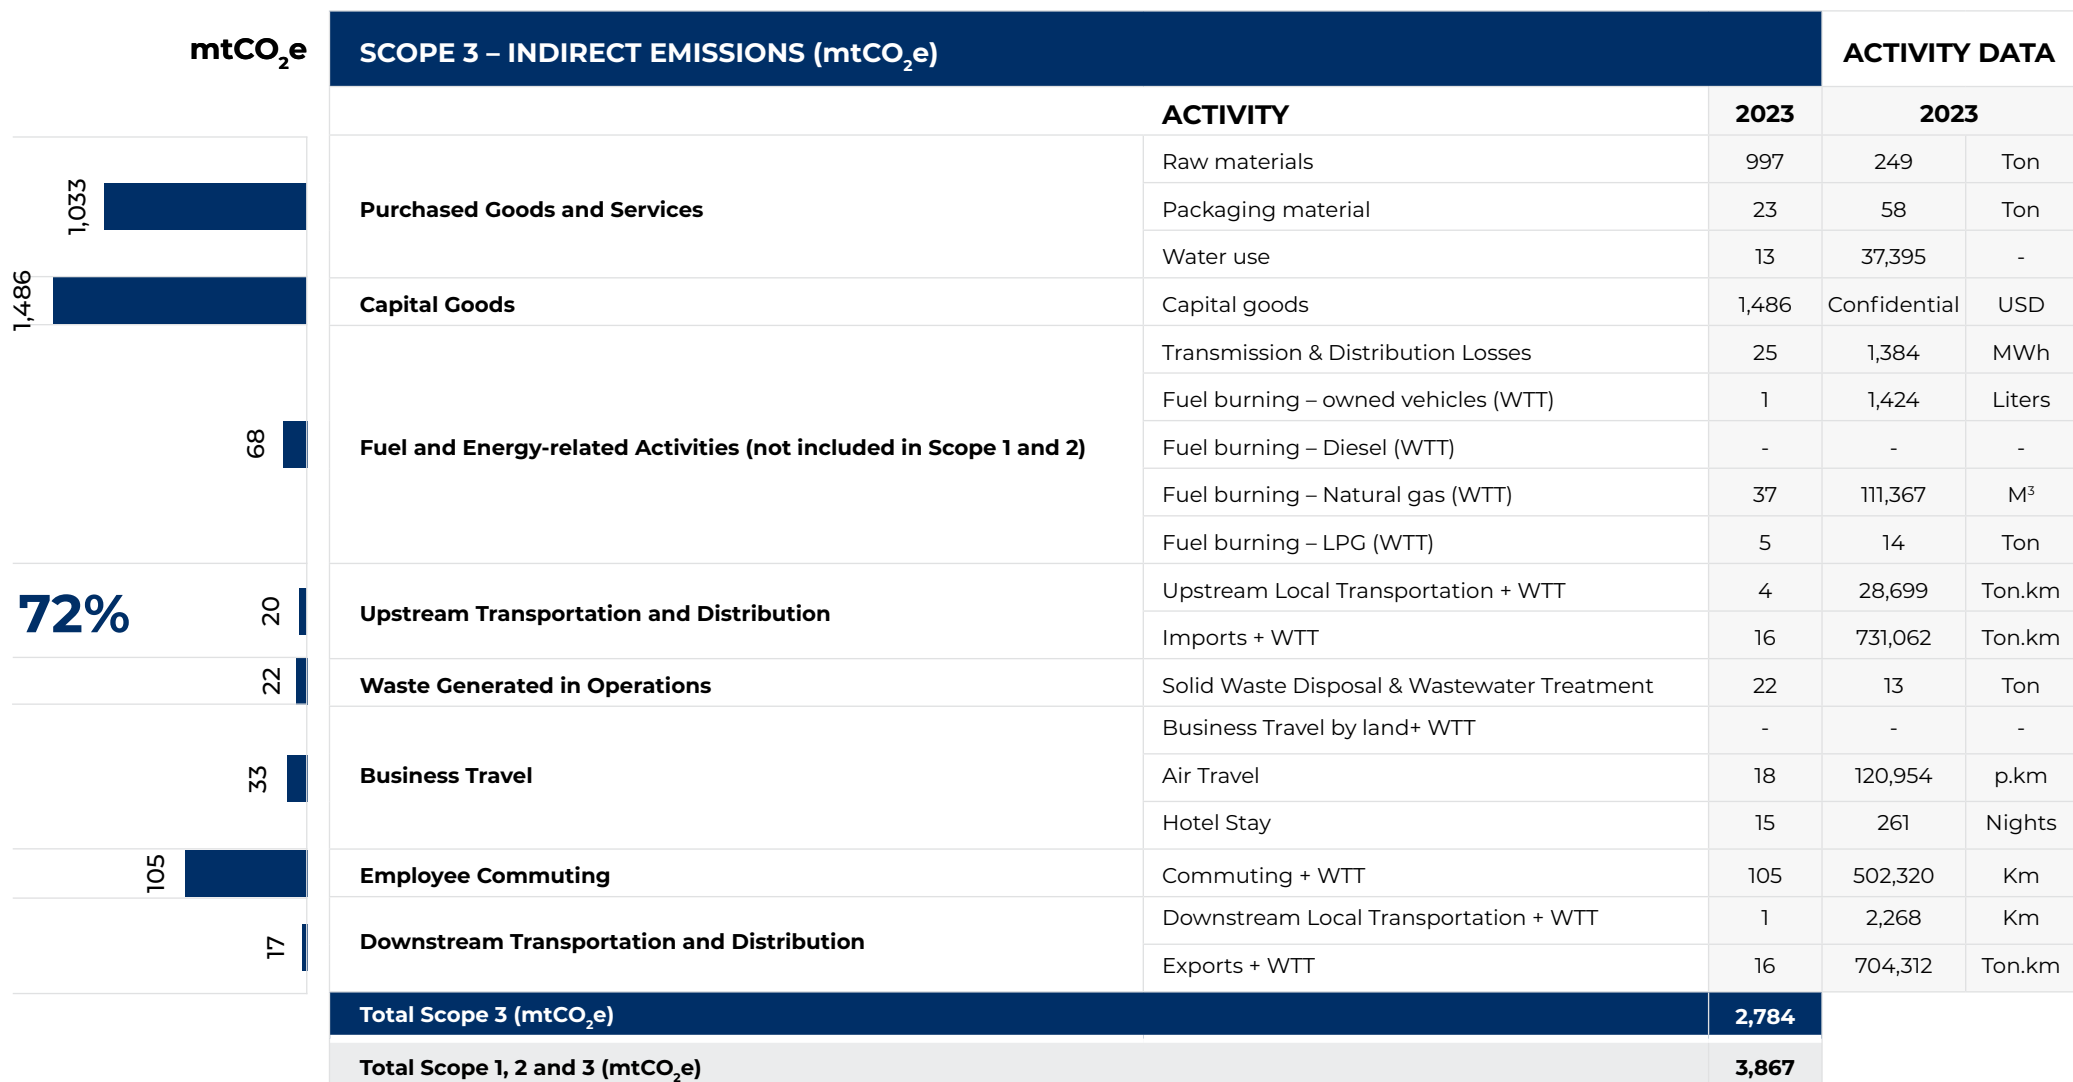 mtCO2e
SCOPE 3 – INDIRECT EMISSIONS (mtCO2e) ACTIVITY DATA
ACTIVITY 2023 2023
1,033 Purchased Goods and Services
Raw materials 997 249 Ton
Packaging material 23 58 Ton
Water use 13 37,395 -
1,486 Capital Goods Capital goods 1,486 Confidential USD
68 Fuel and Energy-related Activities (not included in Scope 1 and 2)
Transmission & Distribution Losses 25 1,384 MWh
Fuel burning – owned vehicles (WTT) 1 1,424 Liters
Fuel burning – Diesel (WTT) - - -
Fuel burning – Natural gas (WTT) 37 111,367 M³
Fuel burning – LPG (WTT) 5 14 Ton
72% 20 Upstream Transportation and Distribution
Upstream Local Transportation + WTT 4 28,699 Ton.km
Imports + WTT 16 731,062 Ton.km
22 Waste Generated in Operations Solid Waste Disposal & Wastewater Treatment 22 13 Ton
33 Business Travel
Business Travel by land+ WTT - - -
Air Travel 18 120,954 p.km
Hotel Stay 15 261 Nights
105 Employee Commuting Commuting + WTT 105 502,320 Km
17 Downstream Transportation and Distribution
Downstream Local Transportation + WTT 1 2,268 Km
Exports + WTT 16 704,312 Ton.km
Total Scope 3 (mtCO2e) 2,784
Total Scope 1, 2 and 3 (mtCO2e) 3,867